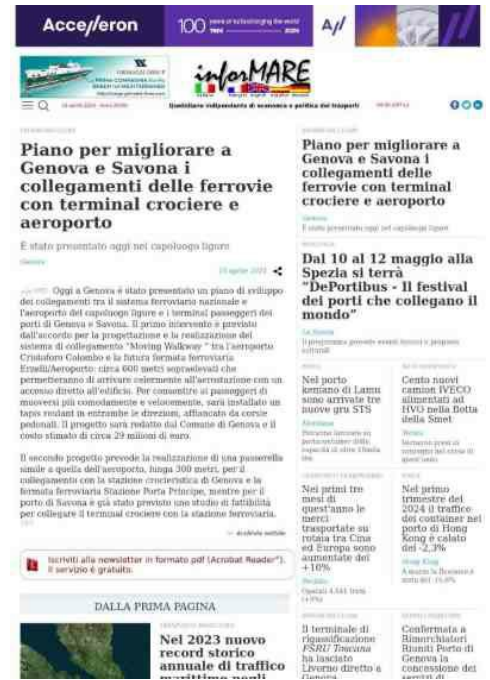 Accelleron
100
inforMARE
Quotidiano indipendente di economia e politica dei trasporti
Piano per migliorare a
Genova e Savona i
collegamenti delle ferrovie
con terminal crociere e
aeroporto
È stato presentato oggi nel capoluogo ligure
Genova
Oggi a Genova è stato presentato un piano di sviluppo
dei collegamenti tra il sistema ferroviario nazionale e
l'aeroporto del capoluogo ligure e i terminal passeggeri dei
porti di Genova e Savona. Il primo intervento è previsto
dall'accordo per la progettazione e la realizzazione del
sistema di collegamento "Moving Walkway" tra l'aeroporto
Cristoforo Colombo e la futura fermata ferroviaria
Erzelli/Aeroporto: circa 600 metri sopraelevati che
permetteranno di arrivare celermente all'aerostazione con un
accesso diretto all'edificio. Per consentire ai passeggeri di
muoversi più comodamente e velocemente, sarà installato un
tapis roulant in entrambe le direzioni, affiancato da corsie
pedonali. Il progetto sarà redatto dal Comune di Genova e il
costo stimato di circa 29 milioni di euro.
Il secondo progetto prevede la realizzazione di una passerella
simile a quella dell'aeroporto, lunga 300 metri, per il
collegamento con la stazione crocieristica di Genova e la
fermata ferroviaria Stazione Porta Principe, mentre per il
porto di Savona è già stato previsto uno studio di fattibilità
per collegare il terminal crociere con la stazione ferroviaria.
Iscriviti alla newsletter in formato pdf (Acrobat Reader®).
Il servizio è gratuito.
DALLA PRIMA PAGINA
Nel 2023 nuovo
record storico
annuale di traffico
marittimo negli
Piano per migliorare a
Genova e Savona i
collegamenti delle
ferrovie con terminal
crociere e aeroporto
Genova
È stato presentato oggi nel capoluogo ligure
Dal 10 al 12 maggio alla
Spezia si terrà
"DePortibus - Il festival
dei porti che collegano il
mondo"
La Spezia
Il programma prevede eventi tecnici e proposte
culturali
Nel porto
keniano di Lamu
sono arrivate tre
nuove gru STS
Cento nuovi
camion IVECO
alimentati ad
HVO nella flotta
della Smet
Nei primi tre
mesi di
quest'anno le
merci
trasportate su
rotaia tra Cina
ed Europa sono
aumentate del
+10%
Nel primo
trimestre del
2024 il traffico
dei container nel
porto di Hong
Kong è calato
del -2,3%
Hong Kong
Il terminale di
rigassificazione
FSRU Toscana
ha lasciato
Livorno diretto a
Genova
Confermata a
Rimorchiatori
Riuniti Porto di
Genova la
concessione dei
servizi di